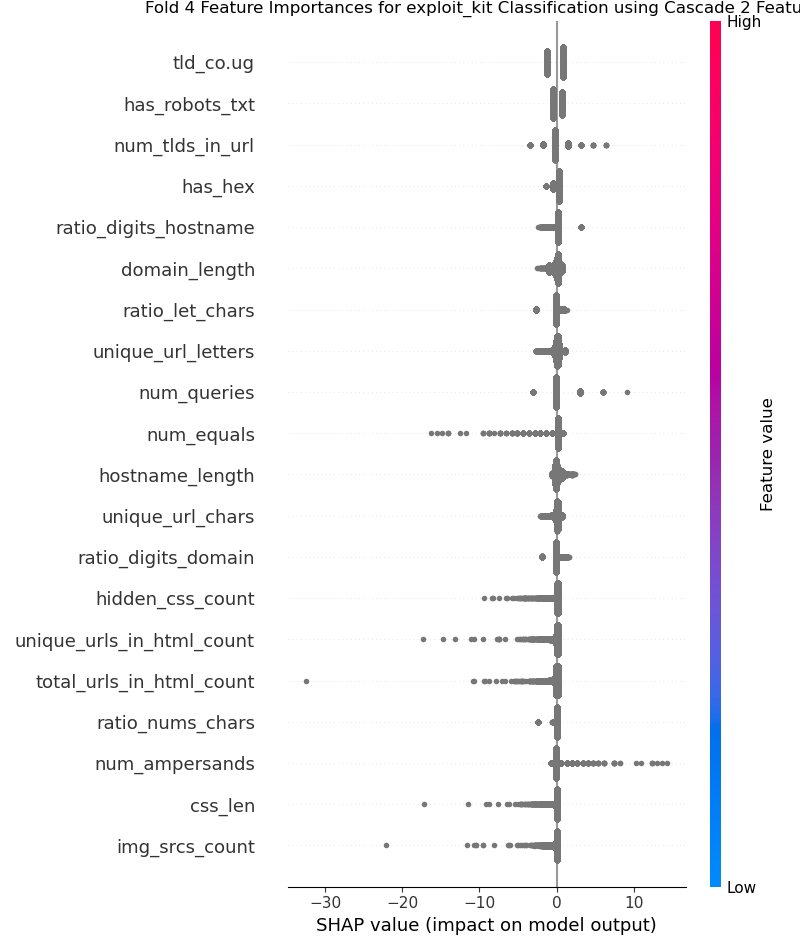 Fold 4 Feature Importances for exploit_kit Classification using Cascade 2 Featu
High
tld_co.ug
has_robots_txt
num_tlds_in_url
has_hex
ratio_digits_hostname
domain_length
ratio_let_chars
unique_url_letters
num_queries
num_equals
hostname_length
unique_url_chars
ratio_digits_domain
hidden_css_count
unique_urls_in_html_count
total_urls_in_html_count
ratio_nums_chars
num_ampersands
css_len
img_srcs_count
Feature value
Low
−30 −20 −10 0 10
SHAP value (impact on model output)